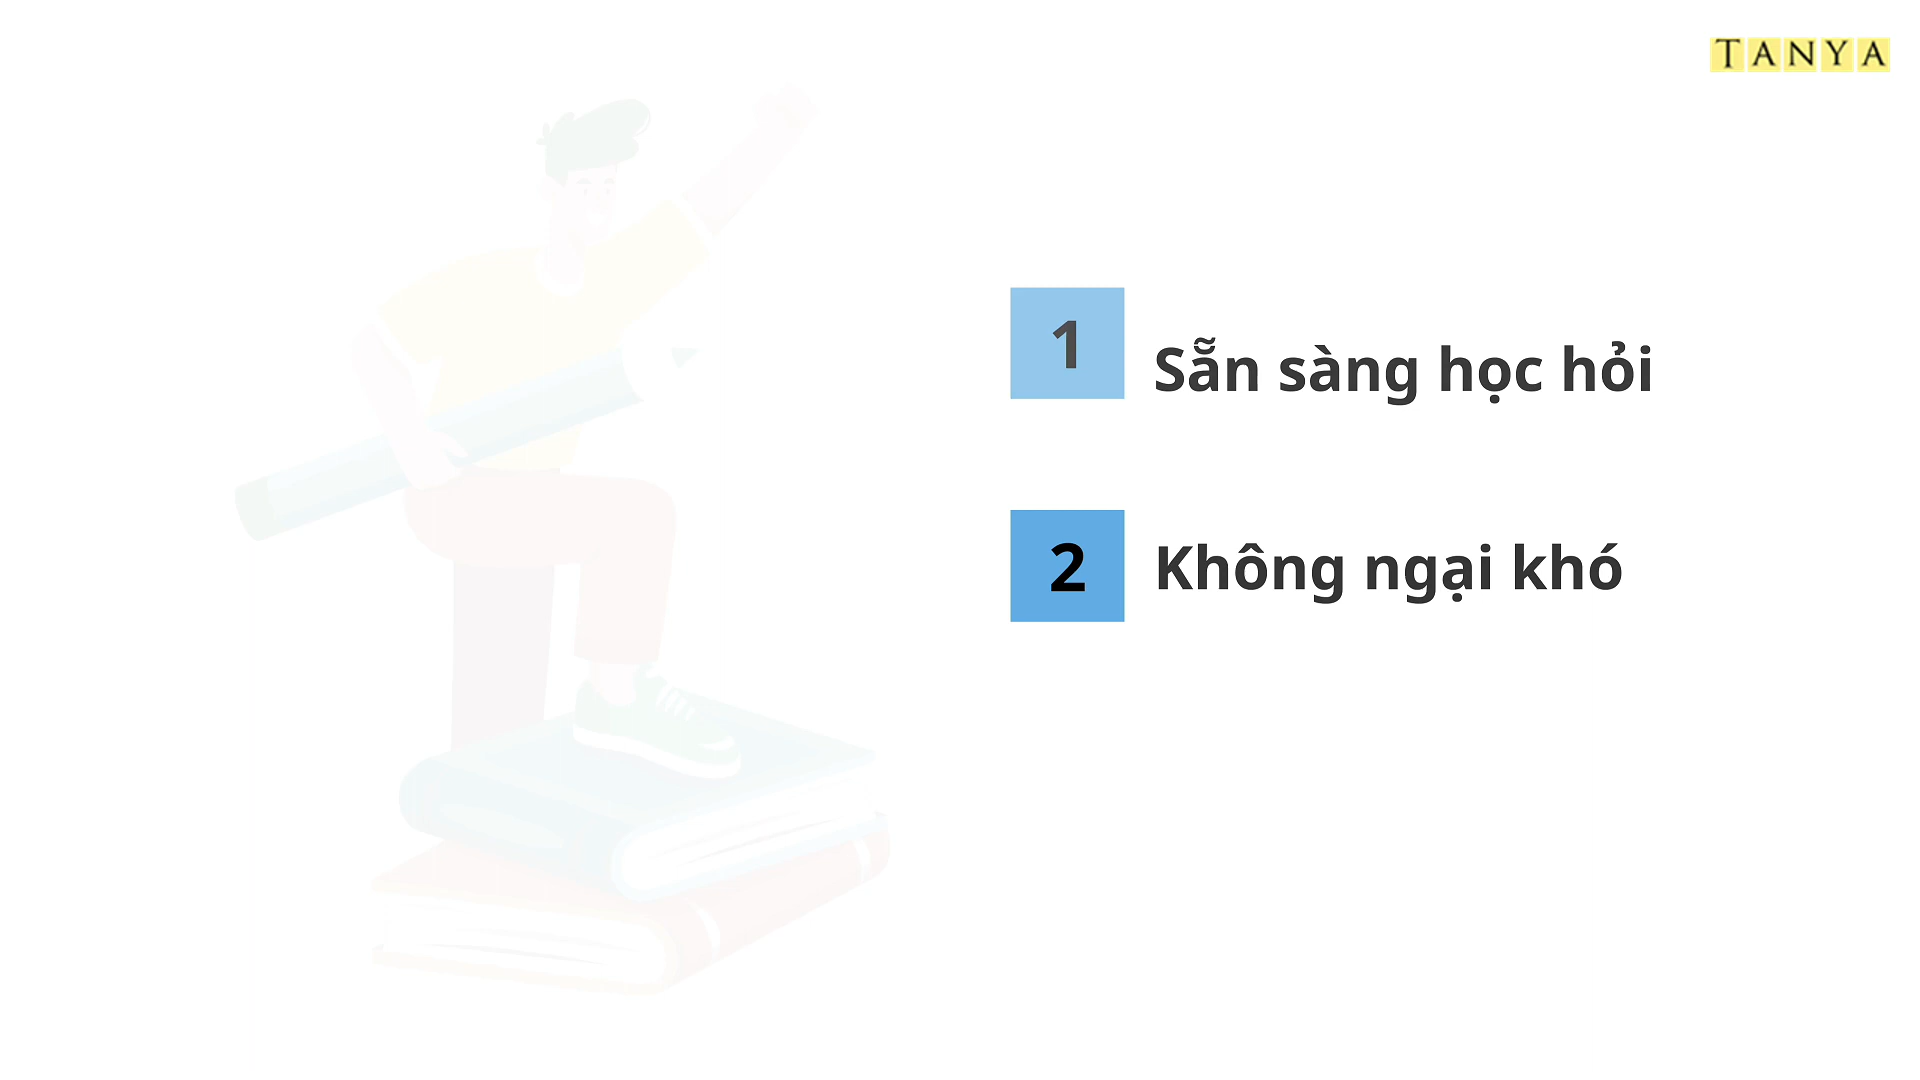 TANYA
1 Sẵn sàng học hỏi
2 Không ngại khó